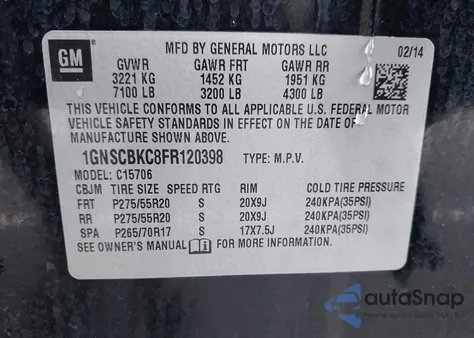 GM
MFD BY GENERAL MOTORS LLC
02/14
GVWR GAWR FRT GAWR RR
3221 KG 1452 KG 1951 KG
7100 LB 3200 LB 4300 LB
THIS VEHICLE CONFORMS TO ALL APPLICABLE U.S. FEDERAL MOTOR
VEHICLE SAFETY STANDARDS IN EFFECT ON THE DATE OF
MANUFACTURE SHOWN ABOVE.
1GNSCBKC8FR120398 TYPE: M.P.V.
MODEL: C15706
CBJM TIRE SIZE SPEED RTG RIM COLD TIRE PRESSURE
FRT P275/55R20 S 20X9J 240KPA(35PSI)
RR P275/55R20 S 20X9J 240KPA(35PSI)
SPA P265/70R17 S 17X7.5J 240KPA(35PSI)
SEE OWNER'S MANUAL i FOR MORE INFORMATION.
autoSnap